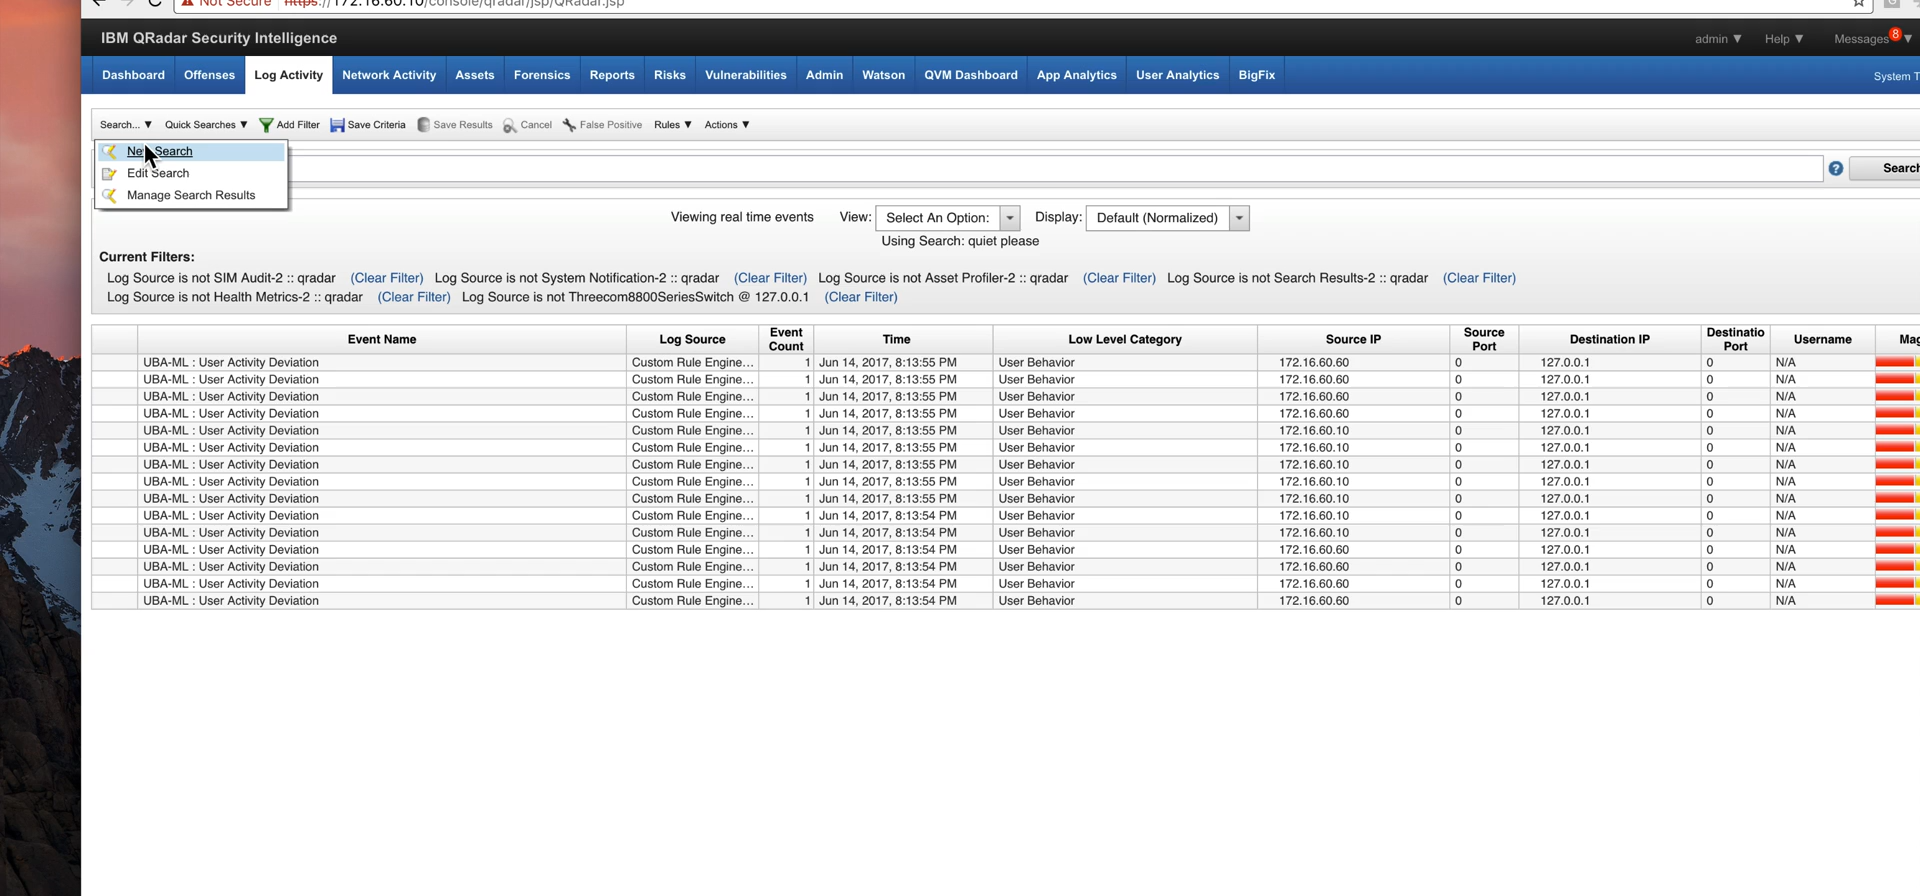 Not Secure https://172.16.60.10/console/qradar/jsp/QRadar.jsp
IBM QRadar Security Intelligence admin ▼ Help ▼ Messages 8 ▼
Dashboard Offenses Log Activity Network Activity Assets Forensics Reports Risks Vulnerabilities Admin Watson QVM Dashboard App Analytics User Analytics BigFix System T
Search... ▼ Quick Searches ▼ Add Filter Save Criteria Save Results Cancel False Positive Rules ▼ Actions ▼
New Search
Edit Search ? Search
Manage Search Results
Viewing real time events View: Select An Option: Display: Default (Normalized)
Using Search: quiet please
Current Filters:
Log Source is not SIM Audit-2 :: qradar (Clear Filter) Log Source is not System Notification-2 :: qradar (Clear Filter) Log Source is not Asset Profiler-2 :: qradar (Clear Filter) Log Source is not Search Results-2 :: qradar (Clear Filter)
Log Source is not Health Metrics-2 :: qradar (Clear Filter) Log Source is not Threecom8800SeriesSwitch @ 127.0.0.1 (Clear Filter)
Event Name Log Source Event Count Time Low Level Category Source IP Source Port Destination IP Destinatio Port Username Mag
UBA-ML : User Activity Deviation Custom Rule Engine... 1 Jun 14, 2017, 8:13:55 PM User Behavior 172.16.60.60 0 127.0.0.1 0 N/A
UBA-ML : User Activity Deviation Custom Rule Engine... 1 Jun 14, 2017, 8:13:55 PM User Behavior 172.16.60.60 0 127.0.0.1 0 N/A
UBA-ML : User Activity Deviation Custom Rule Engine... 1 Jun 14, 2017, 8:13:55 PM User Behavior 172.16.60.60 0 127.0.0.1 0 N/A
UBA-ML : User Activity Deviation Custom Rule Engine... 1 Jun 14, 2017, 8:13:55 PM User Behavior 172.16.60.60 0 127.0.0.1 0 N/A
UBA-ML : User Activity Deviation Custom Rule Engine... 1 Jun 14, 2017, 8:13:55 PM User Behavior 172.16.60.10 0 127.0.0.1 0 N/A
UBA-ML : User Activity Deviation Custom Rule Engine... 1 Jun 14, 2017, 8:13:55 PM User Behavior 172.16.60.10 0 127.0.0.1 0 N/A
UBA-ML : User Activity Deviation Custom Rule Engine... 1 Jun 14, 2017, 8:13:55 PM User Behavior 172.16.60.10 0 127.0.0.1 0 N/A
UBA-ML : User Activity Deviation Custom Rule Engine... 1 Jun 14, 2017, 8:13:55 PM User Behavior 172.16.60.10 0 127.0.0.1 0 N/A
UBA-ML : User Activity Deviation Custom Rule Engine... 1 Jun 14, 2017, 8:13:55 PM User Behavior 172.16.60.10 0 127.0.0.1 0 N/A
UBA-ML : User Activity Deviation Custom Rule Engine... 1 Jun 14, 2017, 8:13:54 PM User Behavior 172.16.60.10 0 127.0.0.1 0 N/A
UBA-ML : User Activity Deviation Custom Rule Engine... 1 Jun 14, 2017, 8:13:54 PM User Behavior 172.16.60.10 0 127.0.0.1 0 N/A
UBA-ML : User Activity Deviation Custom Rule Engine... 1 Jun 14, 2017, 8:13:54 PM User Behavior 172.16.60.60 0 127.0.0.1 0 N/A
UBA-ML : User Activity Deviation Custom Rule Engine... 1 Jun 14, 2017, 8:13:54 PM User Behavior 172.16.60.60 0 127.0.0.1 0 N/A
UBA-ML : User Activity Deviation Custom Rule Engine... 1 Jun 14, 2017, 8:13:54 PM User Behavior 172.16.60.60 0 127.0.0.1 0 N/A
UBA-ML : User Activity Deviation Custom Rule Engine... 1 Jun 14, 2017, 8:13:54 PM User Behavior 172.16.60.60 0 127.0.0.1 0 N/A